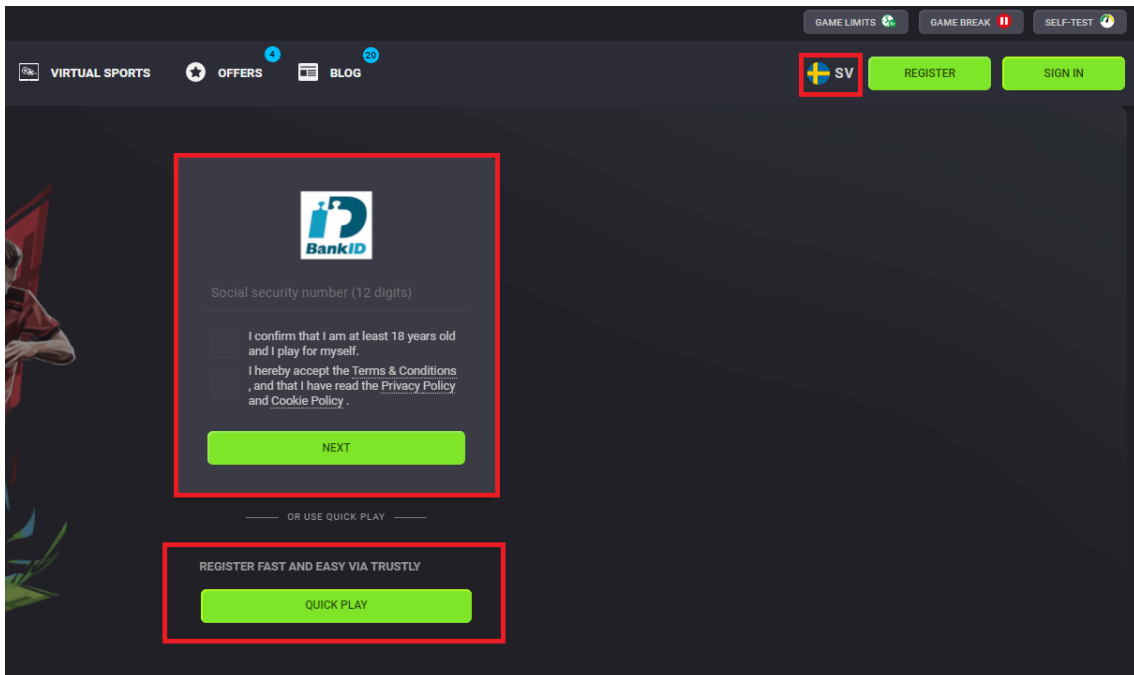 GAME LIMITS
GAME BREAK
SELF-TEST
VIRTUAL SPORTS
OFFERS
4
BLOG
20
SV
REGISTER
SIGN IN
BankID
Social security number (12 digits)
I confirm that I am at least 18 years old
and I play for myself.
I hereby accept the Terms & Conditions
, and that I have read the Privacy Policy
and Cookie Policy .
NEXT
OR USE QUICK PLAY
REGISTER FAST AND EASY VIA TRUSTLY
QUICK PLAY